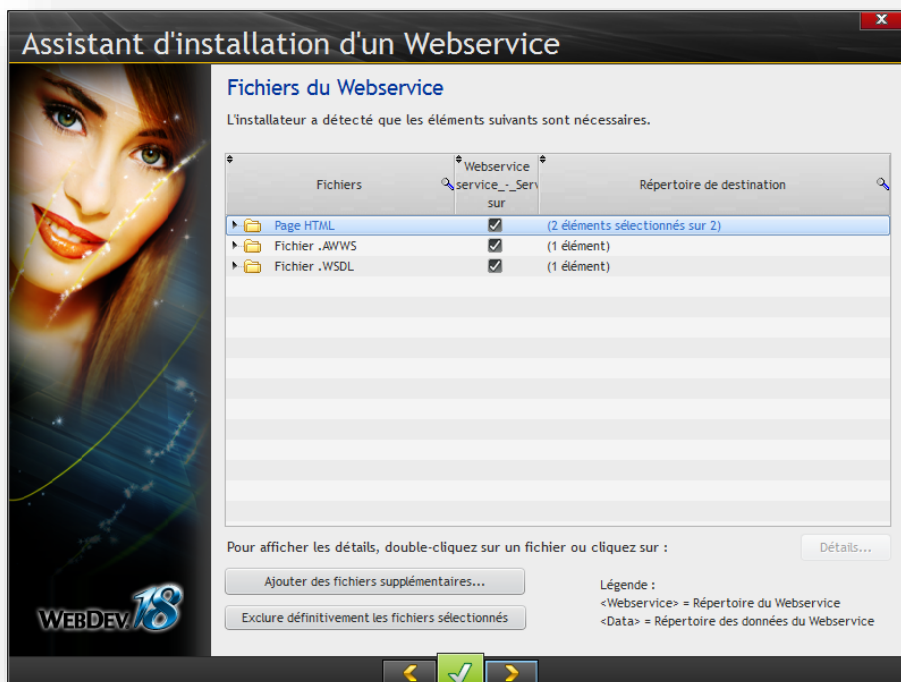 Assistant d'installation d'un Webservice
Fichiers du Webservice
L'installateur a détecté que les éléments suivants sont nécessaires.
Fichiers
Webservice
service_-_Serv
sur
Répertoire de destination
Page HTML (2 éléments sélectionnés sur 2)
Fichier .AWWS (1 élément)
Fichier .WSDL (1 élément)
Pour afficher les détails, double-cliquez sur un fichier ou cliquez sur :
Détails...
Ajouter des fichiers supplémentaires...
Exclure définitivement les fichiers sélectionnés
Légende :
<Webservice> = Répertoire du Webservice
<Data> = Répertoire des données du Webservice
WEBDEV 18